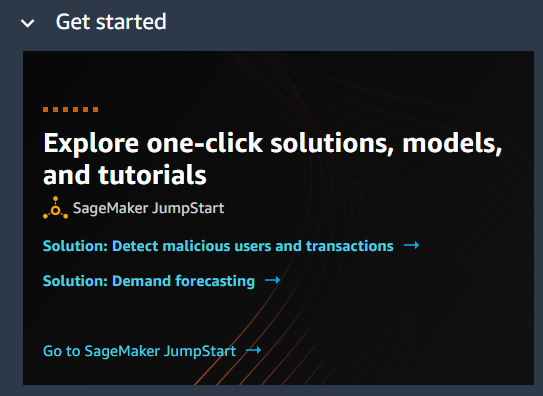 Get started
Explore one-click solutions, models,
and tutorials
SageMaker JumpStart
Solution: Detect malicious users and transactions →
Solution: Demand forecasting →
Go to SageMaker JumpStart →